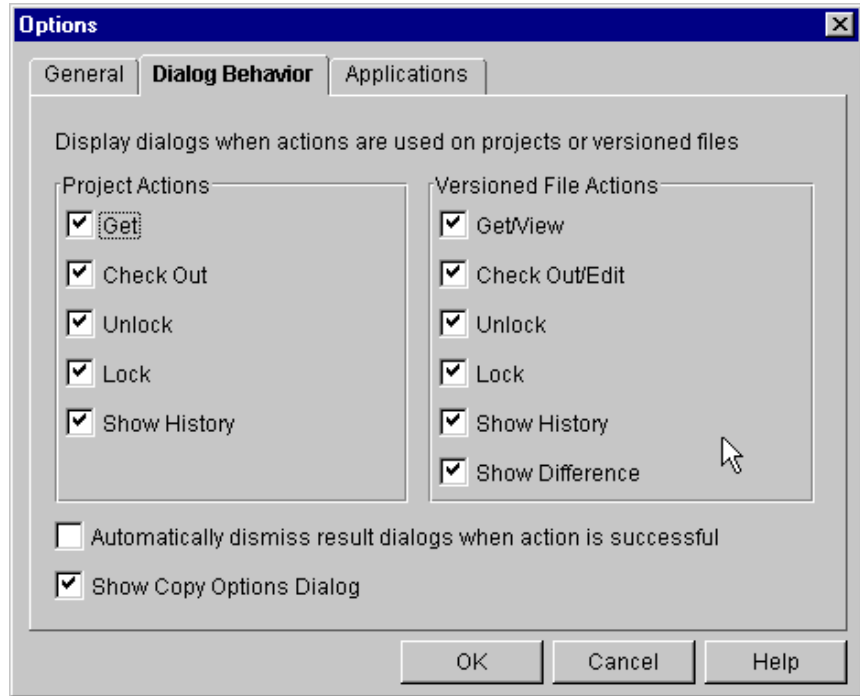 Options
General Dialog Behavior Applications
Display dialogs when actions are used on projects or versioned files
Project Actions
Get
Check Out
Unlock
Lock
Show History
Versioned File Actions
Get/View
Check Out/Edit
Unlock
Lock
Show History
Show Difference
Automatically dismiss result dialogs when action is successful
Show Copy Options Dialog
OK Cancel Help